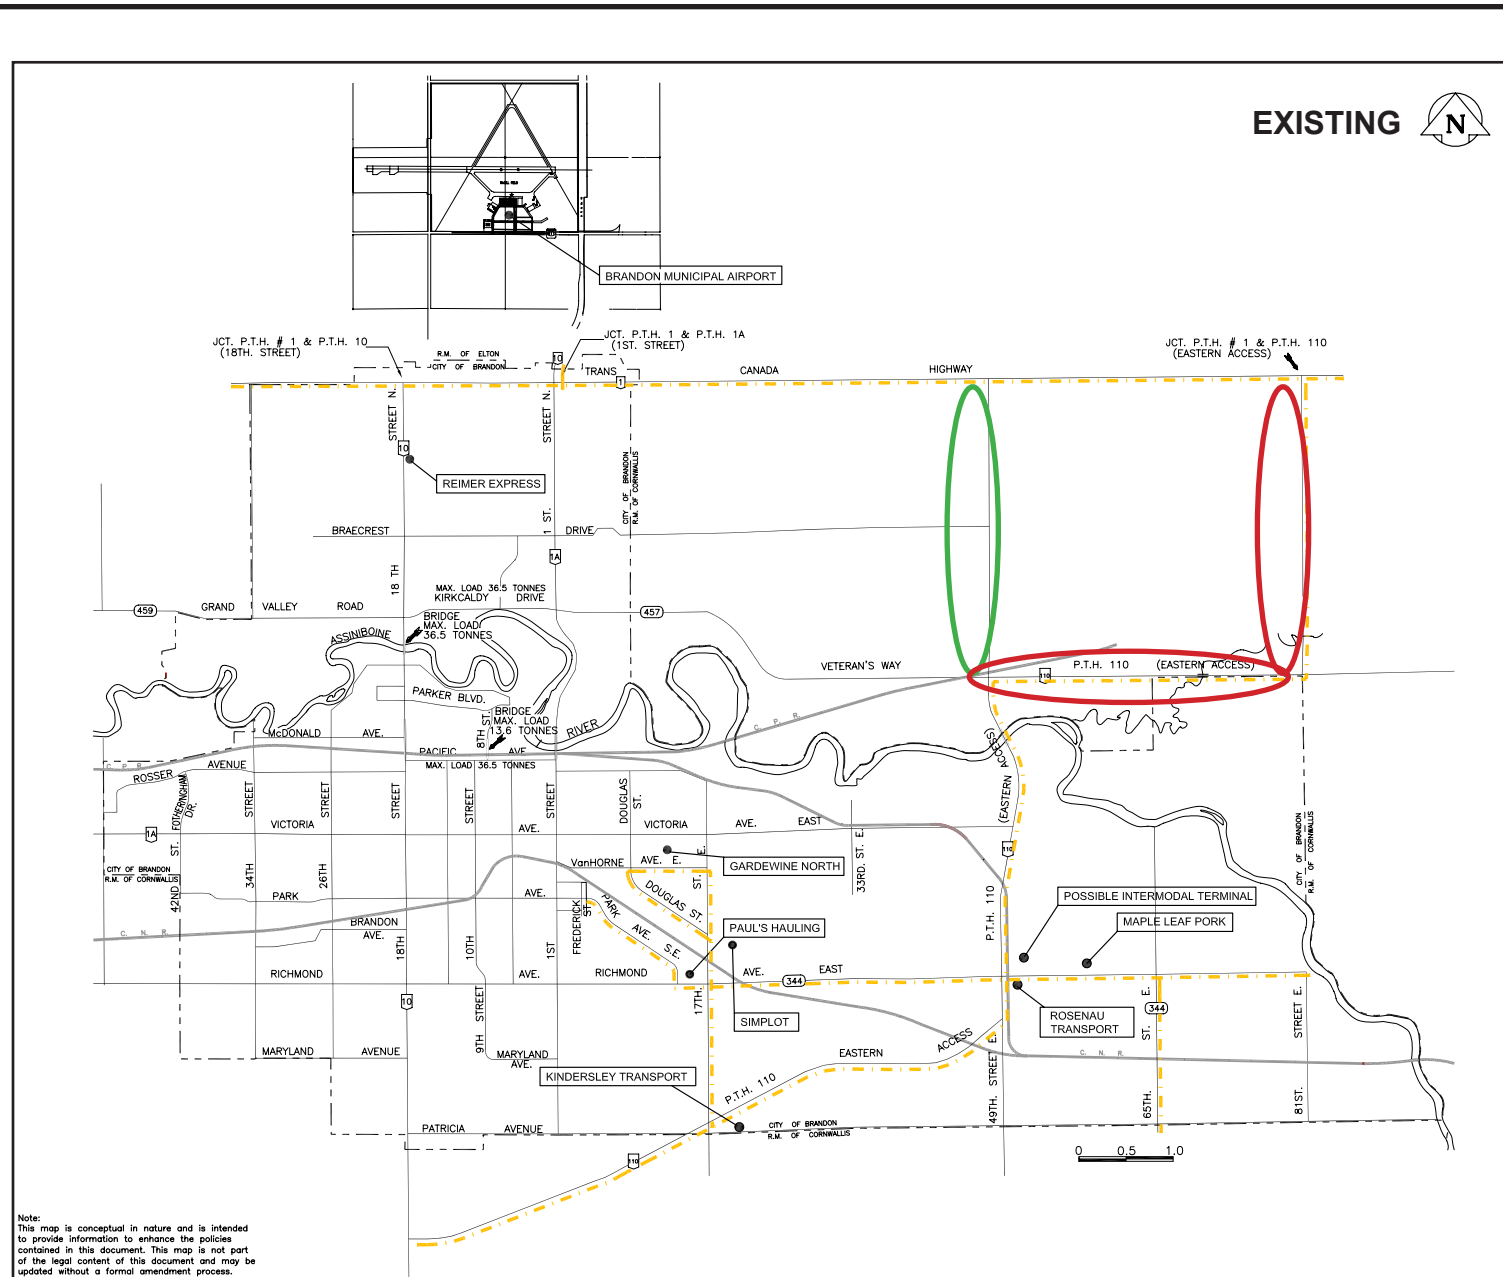 EXISTING
N
BRANDON MUNICIPAL AIRPORT
JCT. P.T.H. # 1 & P.T.H. 10
(18TH. STREET)
R.M. OF ELTON
CITY OF BRANDON
10
JCT. P.T.H. 1 & P.T.H. 1A
(1ST. STREET)
JCT. P.T.H. # 1 & P.T.H. 110
(EASTERN ACCESS)
TRANS
1
CANADA
HIGHWAY
STREET N.
STREET N.
10
REIMER EXPRESS
CITY OF BRANDON
R.M. OF CORNWALLIS
BRAECREST
1 ST.
DRIVE
1A
18 TH
MAX. LOAD 36.5 TONNES
KIRKCALDY DRIVE
459
GRAND VALLEY ROAD
457
BRIDGE
MAX. LOAD
36.5 TONNES
ASSINIBOINE
VETERAN'S WAY
P.T.H. 110
(EASTERN ACCESS)
110
PARKER BLVD.
BRIDGE
MAX. LOAD
13.6 TONNES
8TH ST.
RIVER
C. P. R.
McDONALD AVE.
PACIFIC AVE.
MAX. LOAD 36.5 TONNES
C. P. R.
ROSSER AVENUE
(EASTERN ACCESS)
FOTHERINGHAM
DR.
STREET
STREET
STREET
STREET
STREET
DOUGLAS
ST.
1A
VICTORIA
AVE.
VICTORIA
AVE.
EAST
110
CITY OF BRANDON
R.M. OF CORNWALLIS
CITY OF BRANDON
R.M. OF CORNWALLIS
42ND ST.
34TH
26TH
VanHORNE AVE. E.
GARDEWINE NORTH
33RD. ST. E.
ST. E.
PARK
AVE.
FREDERICK
ST.
PARK AVE. S.E.
DOUGLAS ST.
P.T.H. 110
POSSIBLE INTERMODAL TERMINAL
MAPLE LEAF PORK
PAUL'S HAULING
BRANDON
AVE.
C. N. R.
18TH
10TH
1ST
RICHMOND
AVE.
RICHMOND
AVE.
EAST
344
10
9TH STREET
17TH.
SIMPLOT
ROSENAU
TRANSPORT
ST. E.
344
STREET E.
MARYLAND AVENUE
MARYLAND
AVE.
EASTERN
ACCESS
C. N. R.
KINDERSLEY TRANSPORT
P.T.H. 110
49TH. STREET E.
65TH.
81ST.
PATRICIA AVENUE
CITY OF BRANDON
R.M. OF CORNWALLIS
110
0 0.5 1.0
Note:
This map is conceptual in nature and is intended
to provide information to enhance the policies
contained in this document. This map is not part
of the legal content of this document and may be
updated without a formal amendment process.